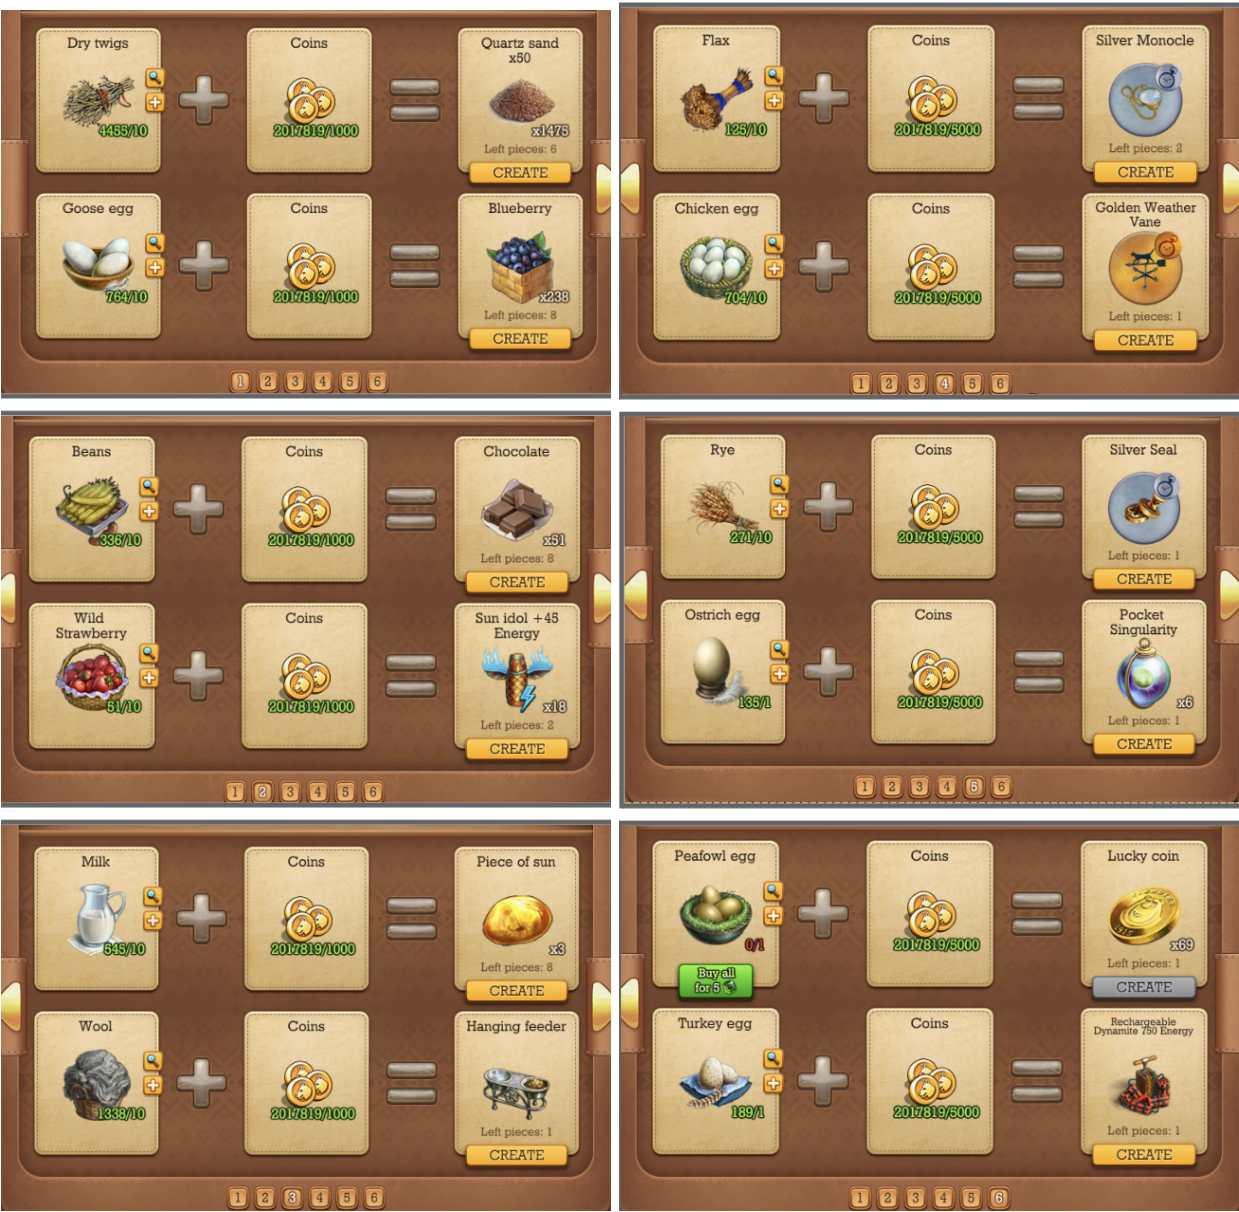 Dry twigs
4455/10
Coins
2017819/1000
Quartz sand
x50
x1475
Left pieces: 6
CREATE
Goose egg
764/10
Coins
2017819/1000
Blueberry
x238
Left pieces: 8
CREATE
1 2 3 4 5 6
Flax
125/10
Coins
2017819/5000
Silver Monocle
Left pieces: 2
CREATE
Chicken egg
704/10
Coins
2017819/5000
Golden Weather
Vane
Left pieces: 1
CREATE
1 2 3 4 5 6
Beans
336/10
Coins
2017819/1000
Chocolate
x51
Left pieces: 8
CREATE
Wild
Strawberry
51/10
Coins
2017819/1000
Sun idol +45
Energy
x18
Left pieces: 2
CREATE
1 2 3 4 5 6
Rye
271/10
Coins
2017819/5000
Silver Seal
Left pieces: 1
CREATE
Ostrich egg
135/1
Coins
2017819/5000
Pocket
Singularity
x6
Left pieces: 1
CREATE
1 2 3 4 5 6
Milk
545/10
Coins
2017819/1000
Piece of sun
x3
Left pieces: 8
CREATE
Wool
1338/10
Coins
2017819/1000
Hanging feeder
Left pieces: 1
CREATE
1 2 3 4 5 6
Peafowl egg
0/1
Buy all
for 5
Coins
2017819/5000
Lucky coin
1917
x69
Left pieces: 1
CREATE
Turkey egg
189/1
Coins
2017819/5000
Rechargeable
Dynamite 750 Energy
Left pieces: 1
CREATE
1 2 3 4 5 6